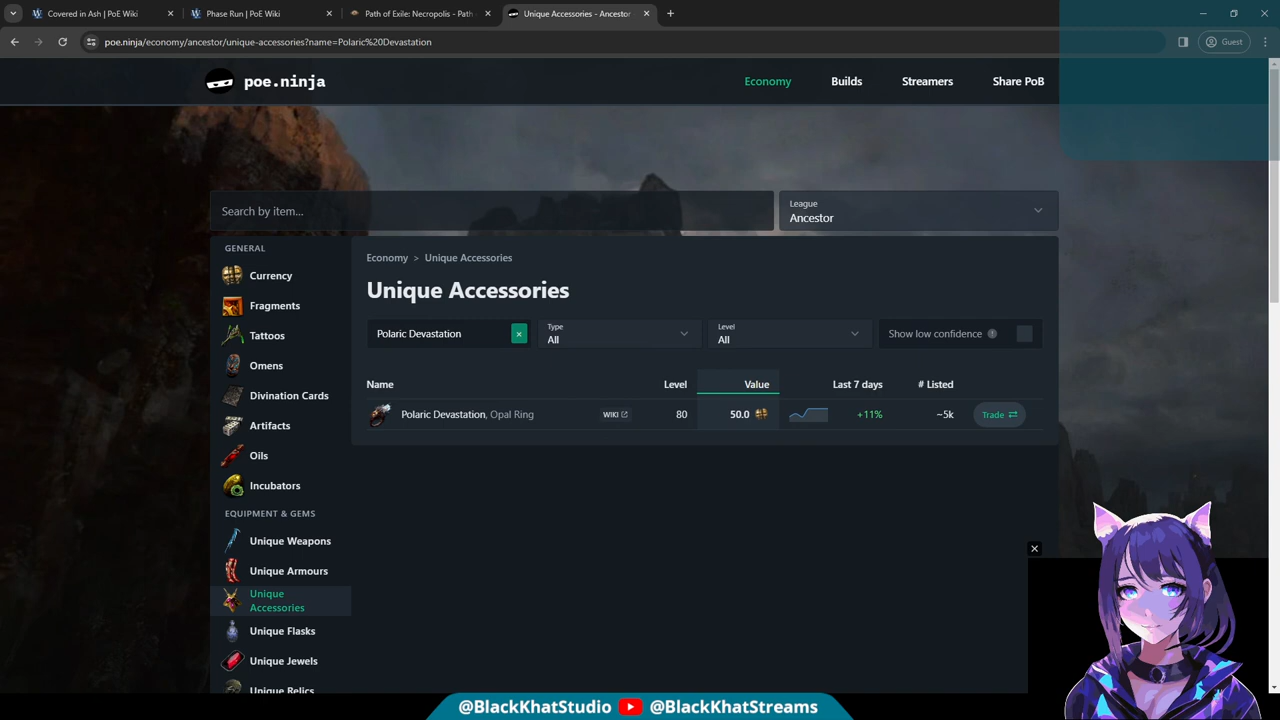 Covered in Ash | PoE Wiki
Phase Run | PoE Wiki
Path of Exile: Necropolis - Path
Unique Accessories - Ancestor
poe.ninja/economy/ancestor/unique-accessories?name=Polaric%20Devastation
Guest
poe.ninja
Economy
Builds
Streamers
Share PoB
Search by item...
League
Ancestor
GENERAL
Currency
Fragments
Tattoos
Omens
Divination Cards
Artifacts
Oils
Incubators
EQUIPMENT & GEMS
Unique Weapons
Unique Armours
Unique
Accessories
Unique Flasks
Unique Jewels
Unique Relics
Economy > Unique Accessories
Unique Accessories
Polaric Devastation
Type
All
Level
All
Show low confidence
Name Level Value Last 7 days # Listed
Polaric Devastation, Opal Ring WIKI 80 50.0 +11% ~5k Trade
@BlackKhatStudio @BlackKhatStreams